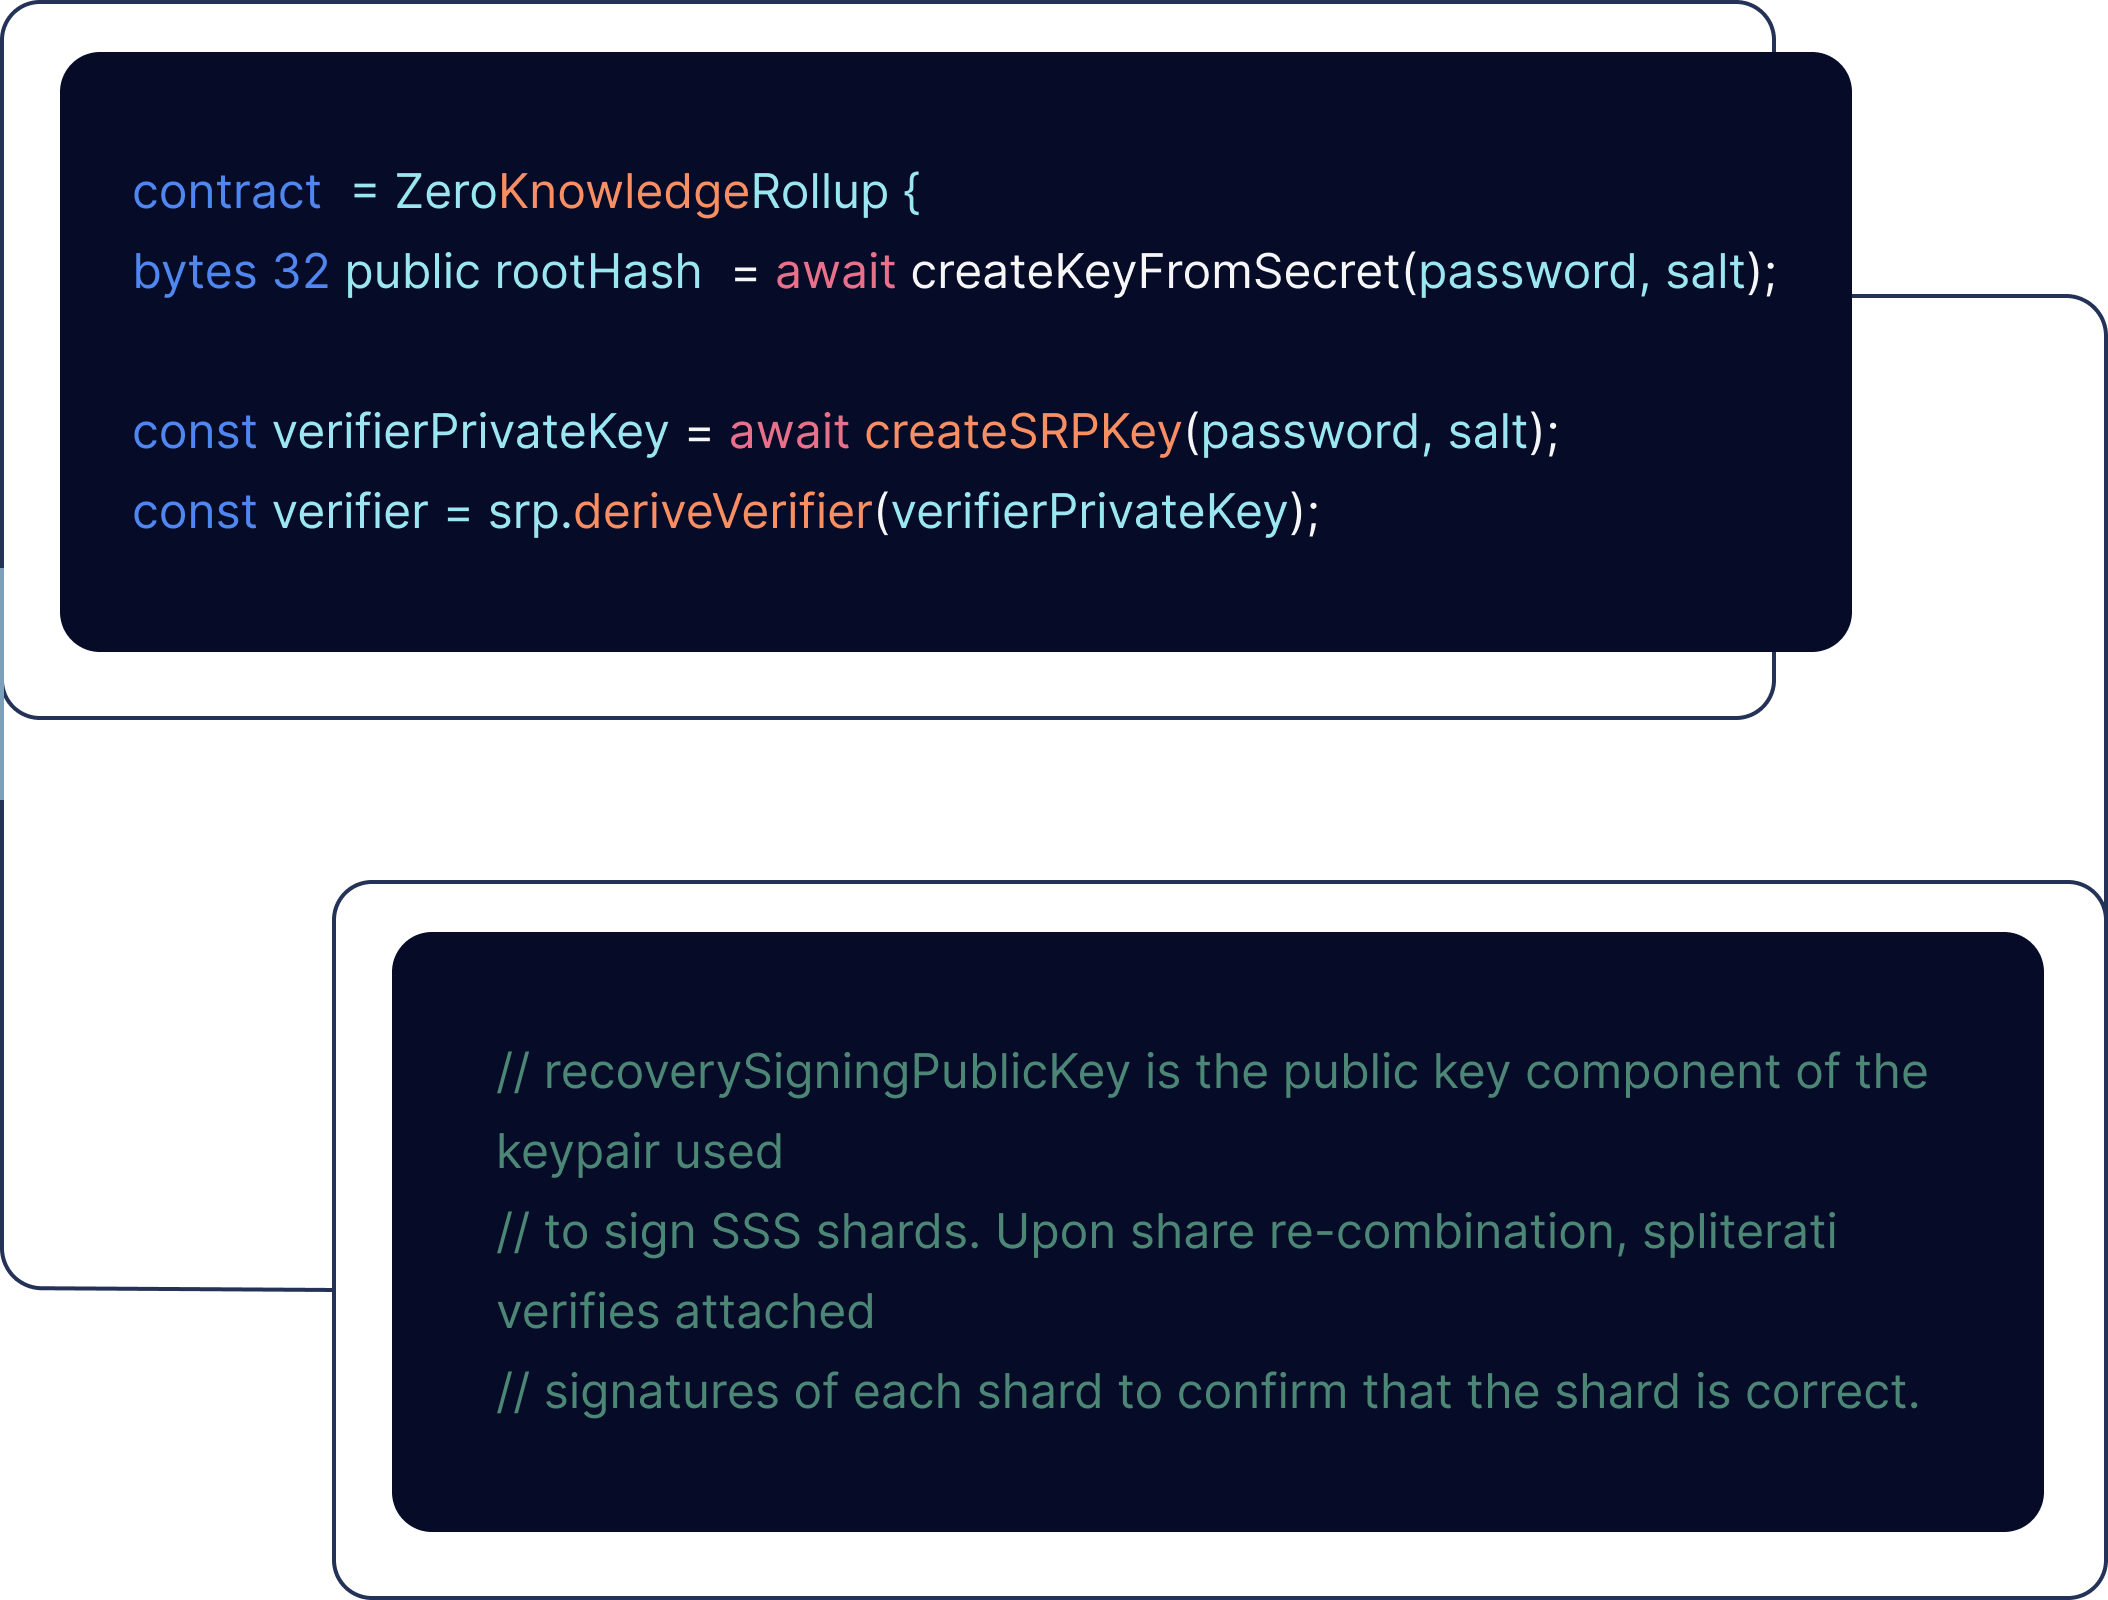 contract  = ZeroKnowledgeRollup {
bytes 32 public rootHash  = await createKeyFromSecret(password, salt);
const verifierPrivateKey = await createSRPKey(password, salt);
const verifier = srp.deriveVerifier(verifierPrivateKey);
// recoverySigningPublicKey is the public key component of the
keypair used
// to sign SSS shards. Upon share re-combination, spliterati
verifies attached
// signatures of each shard to confirm that the shard is correct.